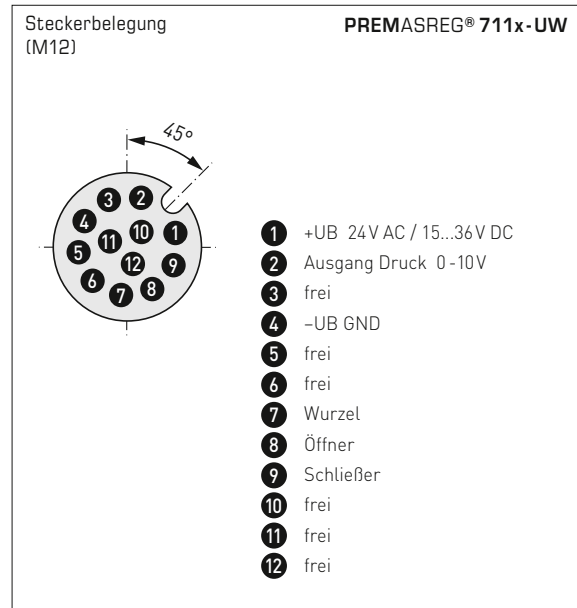 Steckerbelegung
(M12)
PREMASREG® 711x-UW
45°
3 2
4 10 1
11
5 12 9
6 7 8
1 +UB 24 V AC / 15...36 V DC
2 Ausgang Druck 0-10 V
3 frei
4 –UB GND
5 frei
6 frei
7 Wurzel
8 Öffner
9 Schließer
10 frei
11 frei
12 frei